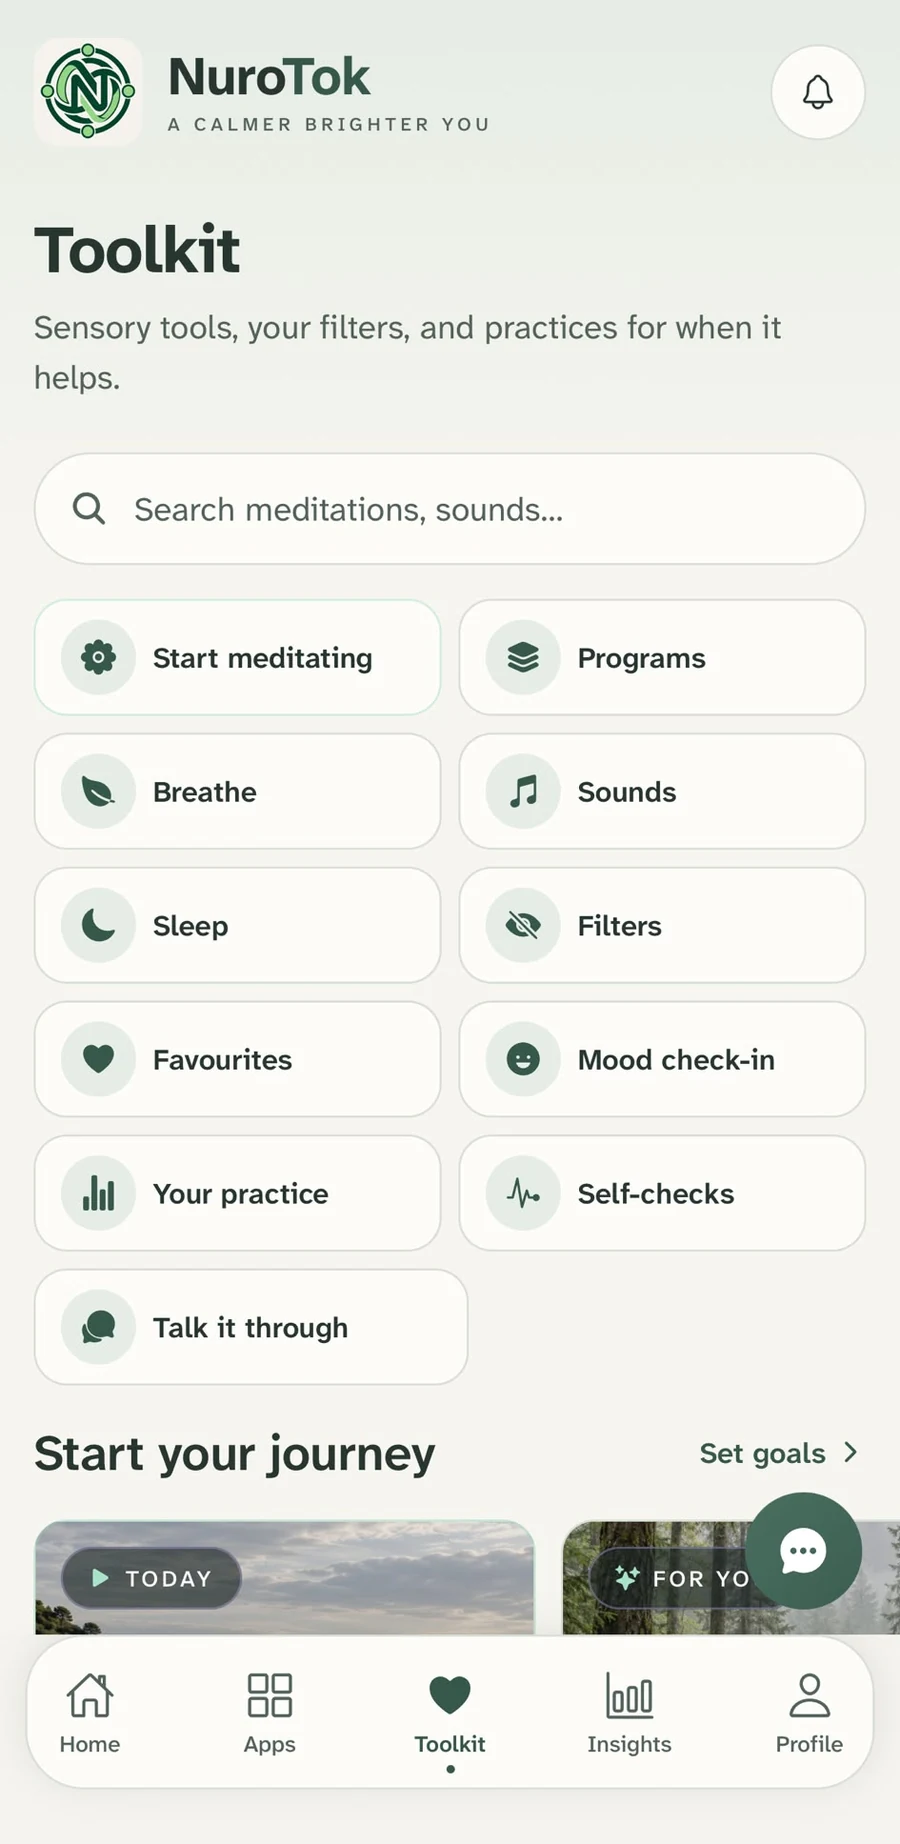 NuroTok
A CALMER BRIGHTER YOU
Toolkit
Sensory tools, your filters, and practices for when it
helps.
Search meditations, sounds...
Start meditating
Programs
Breathe
Sounds
Sleep
Filters
Favourites
Mood check-in
Your practice
Self-checks
Talk it through
Start your journey
Set goals
TODAY
FOR YO
Home
Apps
Toolkit
Insights
Profile